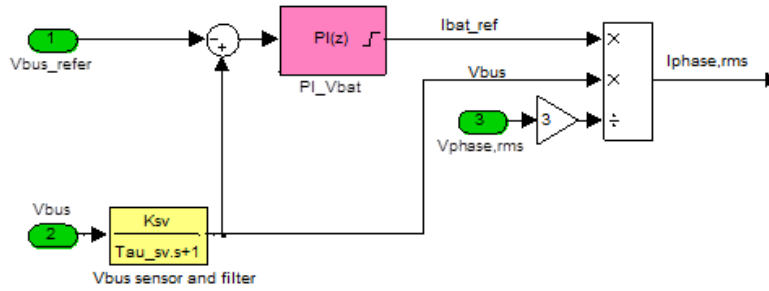 1
Vbus_refer
−
+
PI(z)
PI_Vbat
Ibat_ref
Vbus
3
Vphase,rms
3
×
×
÷
Iphase,rms
Vbus
2
Ksv
Tau_sv.s+1
Vbus sensor and filter